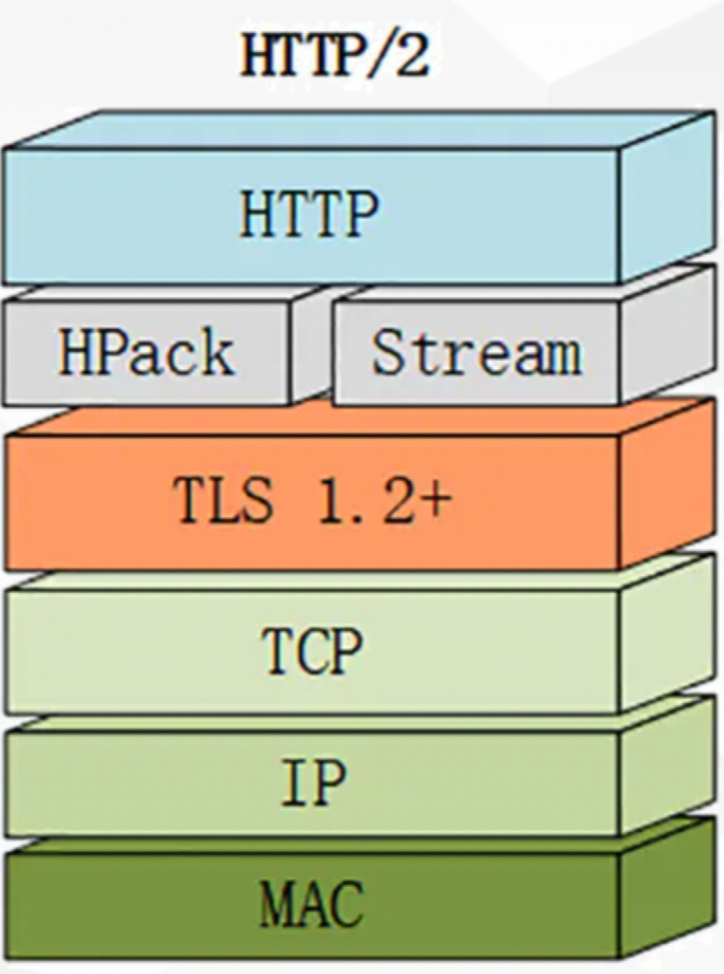 HTTP/2
HTTP
HPack Stream
TLS 1.2+
TCP
IP
MAC